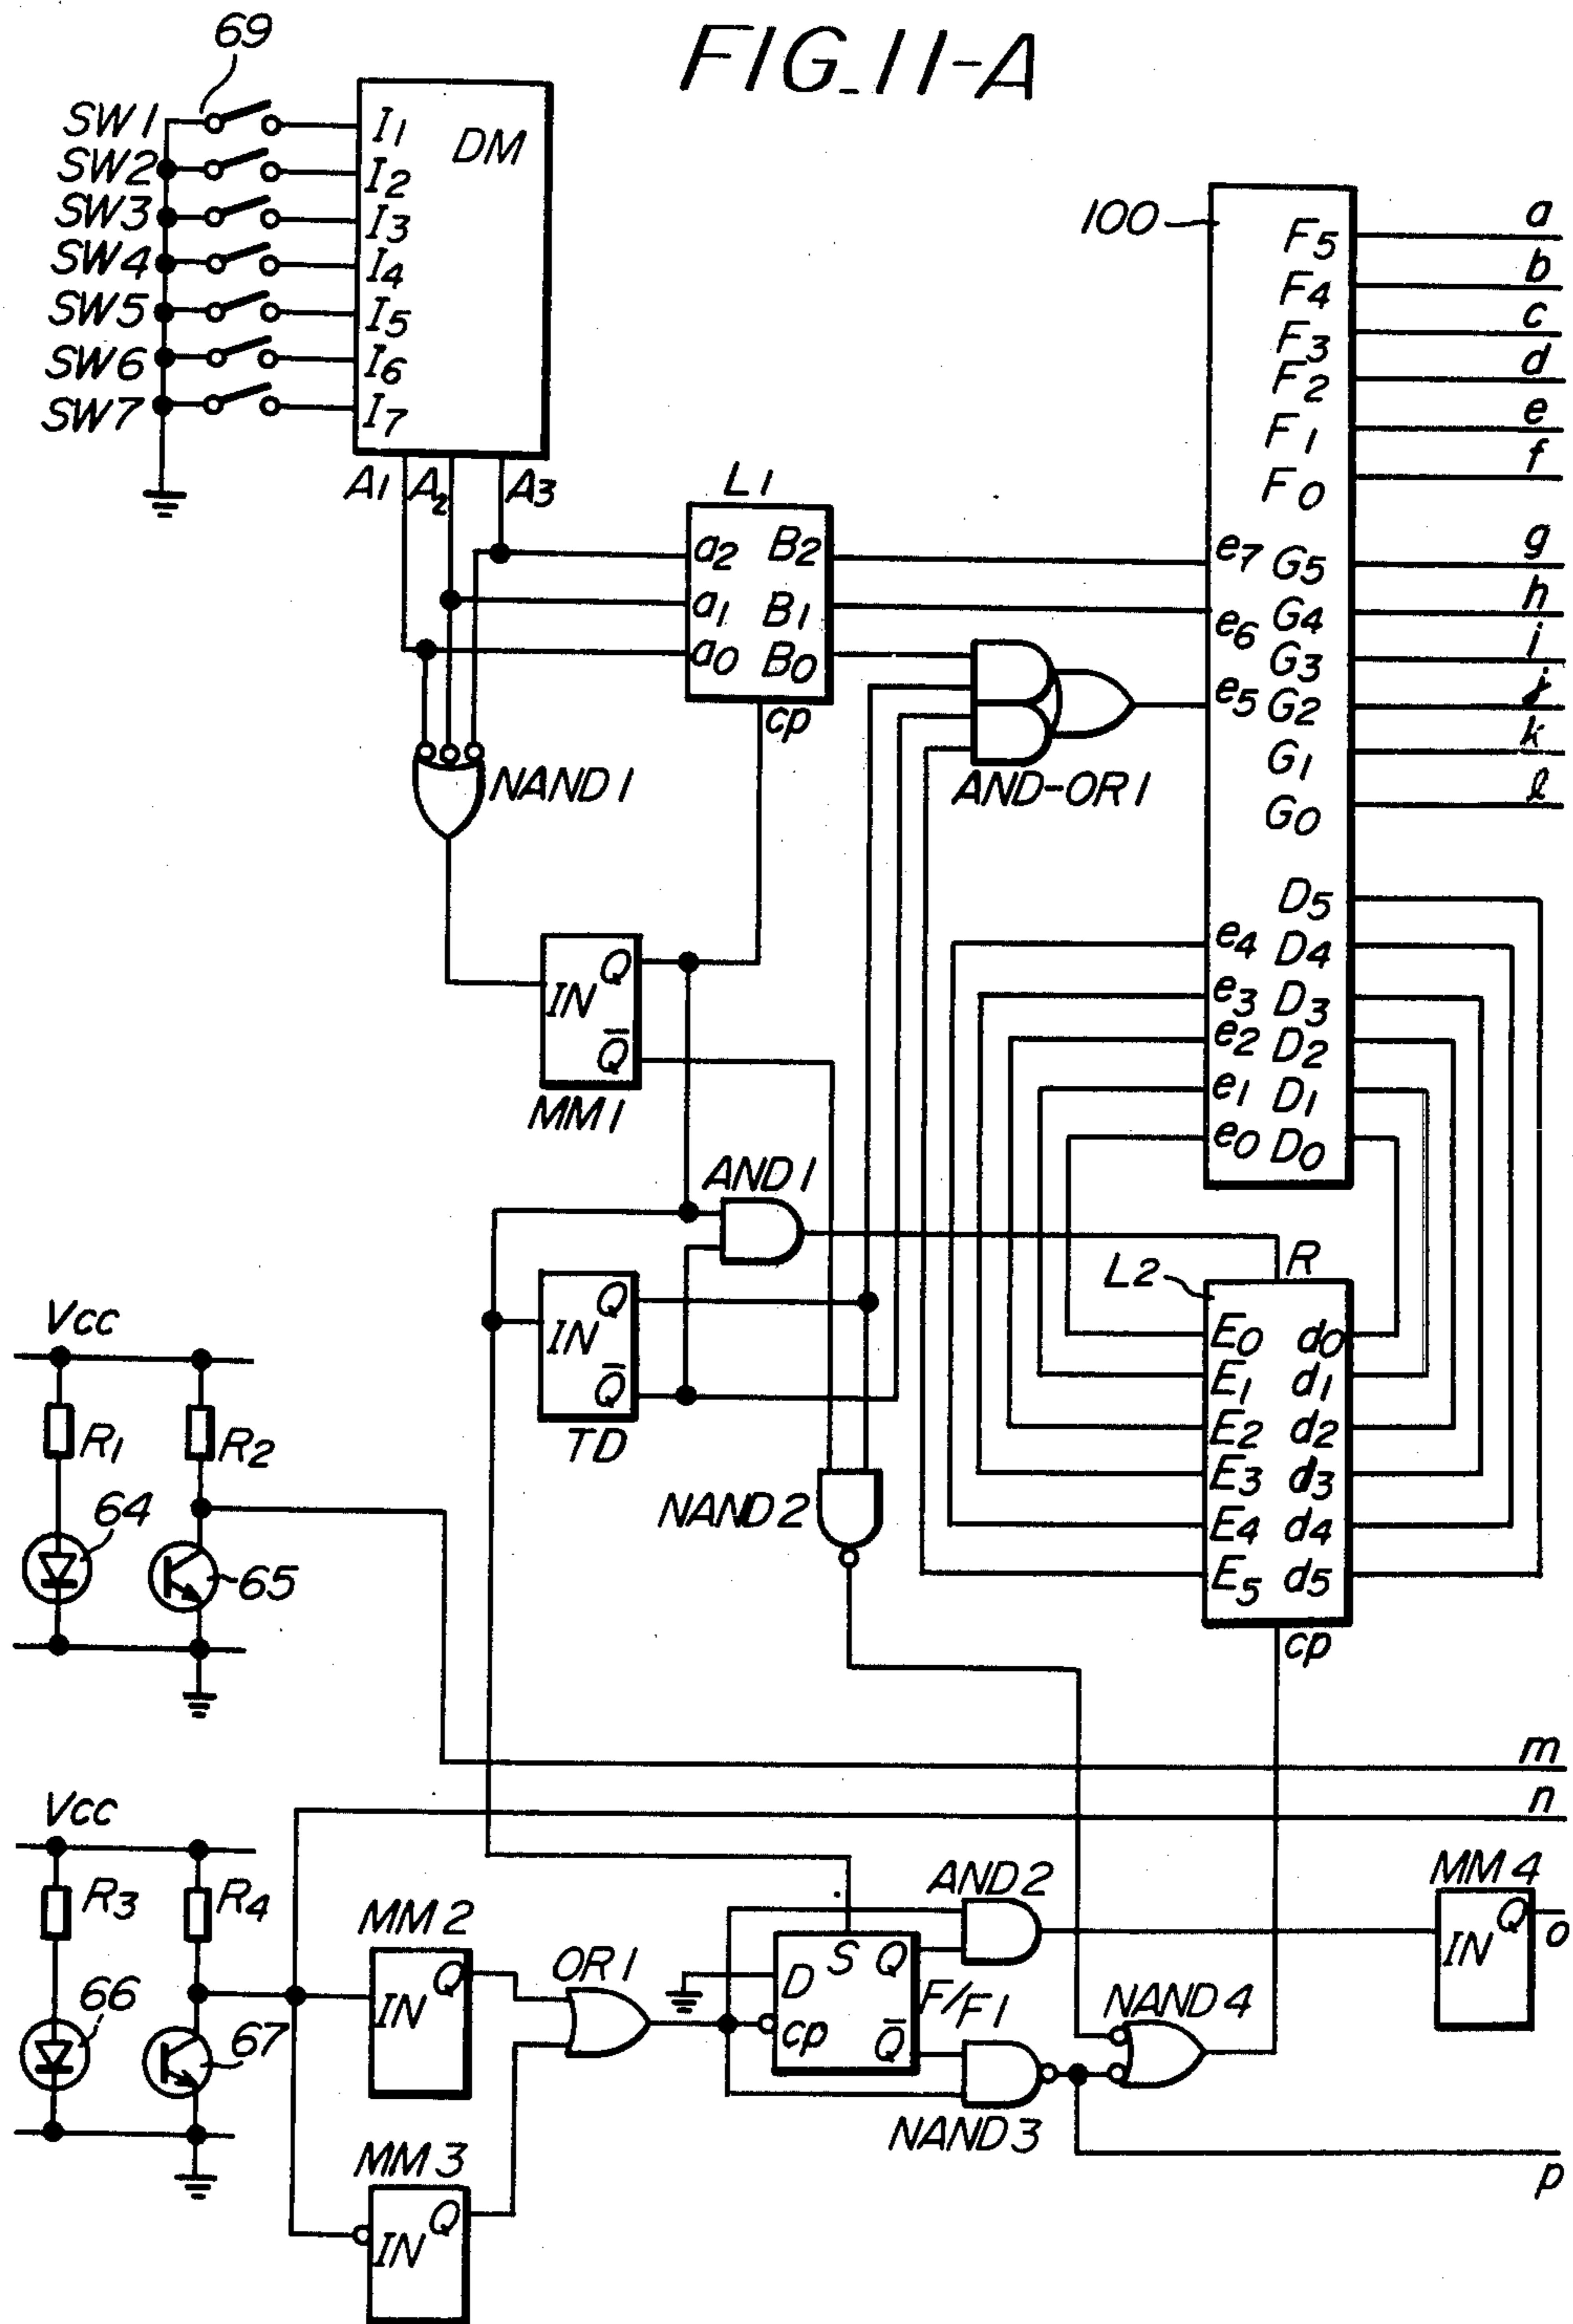 FIG. 11-A
69
SW1
SW2
SW3
SW4
SW5
SW6
SW7
I1
I2
I3
I4
I5
I6
I7
DM
A1 A2 A3
100
F5 a
F4 b
F3 c
F2 d
F1 e
F0 f
e7 G5 g
e6 G4 h
G3 i
e5 G2 j
G1 k
G0 l
D5
e4 D4
e3 D3
e2 D2
e1 D1
e0 D0
L1
a2 B2
a1 B1
a0 B0
cp
NAND1
AND-OR1
IN Q
Q̅
MM1
AND1
IN Q
Q̅
TD
NAND2
L2 R
E0 d0
E1 d1
E2 d2
E3 d3
E4 d4
E5 d5
cp
Vcc
R1 R2
64
65
m
n
Vcc
R3 R4
66
67
MM2
IN Q
OR1
MM3
IN Q
S
D Q
cp Q̅
F/F1
AND2
NAND3
NAND4
MM4
IN Q
o
p